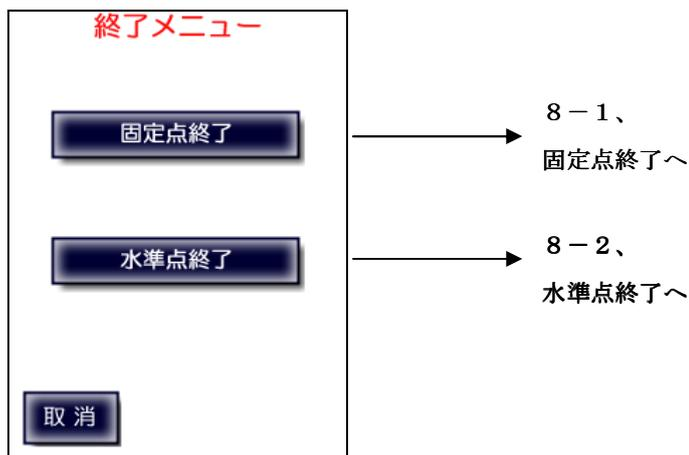 終了メニュー
固定点終了
8－1、
固定点終了へ
水準点終了
8－2、
水準点終了へ
取 消